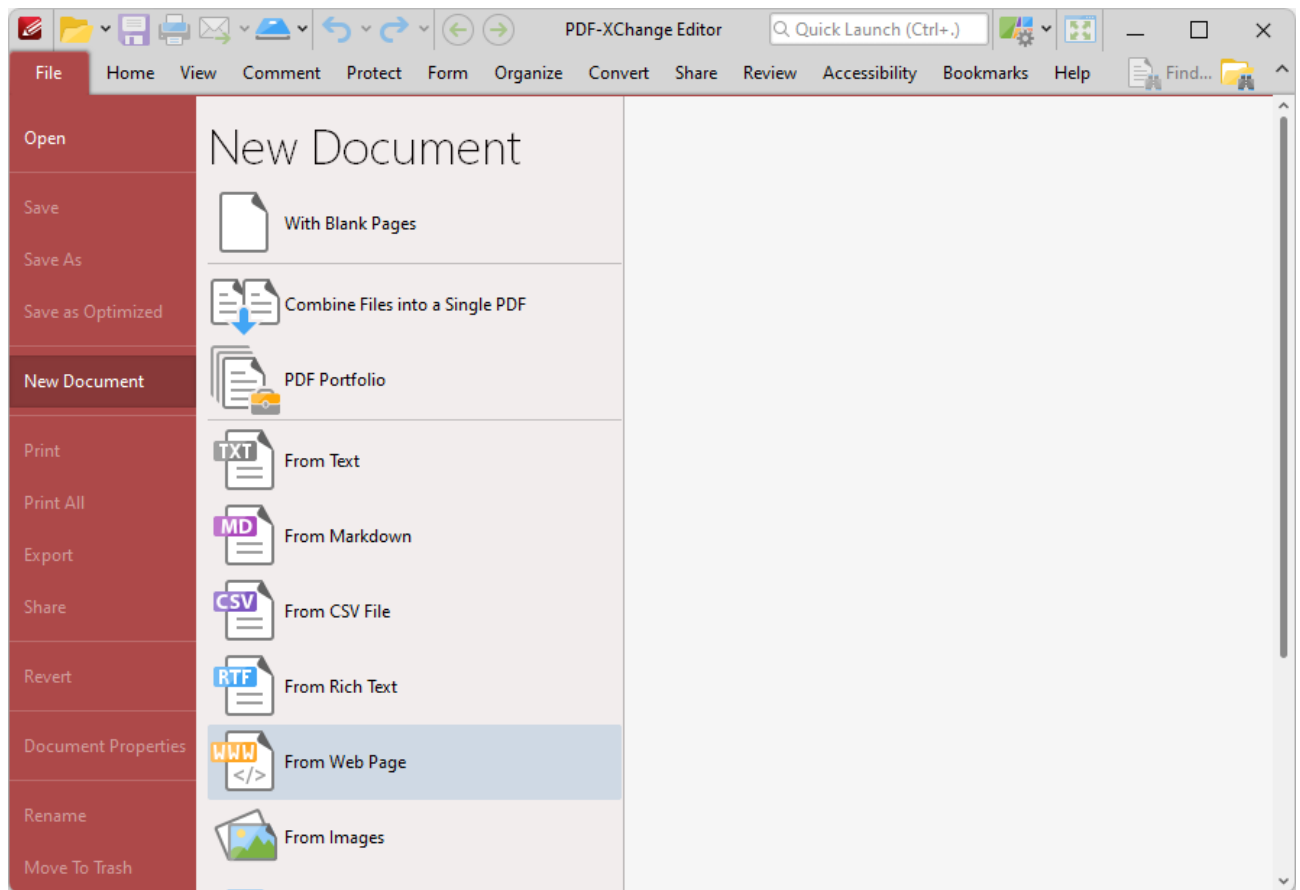 PDF-XChange Editor
Quick Launch (Ctrl+.)
File Home View Comment Protect Form Organize Convert Share Review Accessibility Bookmarks Help Find...
Open
Save
Save As
Save as Optimized
New Document
Print
Print All
Export
Share
Revert
Document Properties
Rename
Move To Trash
New Document
With Blank Pages
Combine Files into a Single PDF
PDF Portfolio
TXT From Text
MD From Markdown
CSV From CSV File
RTF From Rich Text
WWW </> From Web Page
From Images